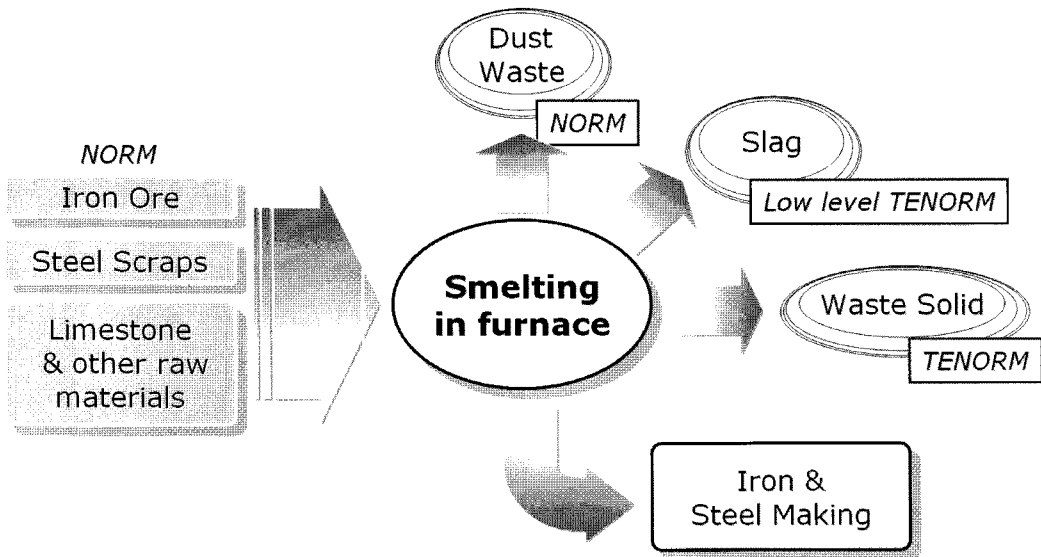 NORM
Iron Ore
Steel Scraps
Limestone
& other raw
materials
Smelting
in furnace
Dust
Waste
NORM
Slag
Low level TENORM
Waste Solid
TENORM
Iron &
Steel Making